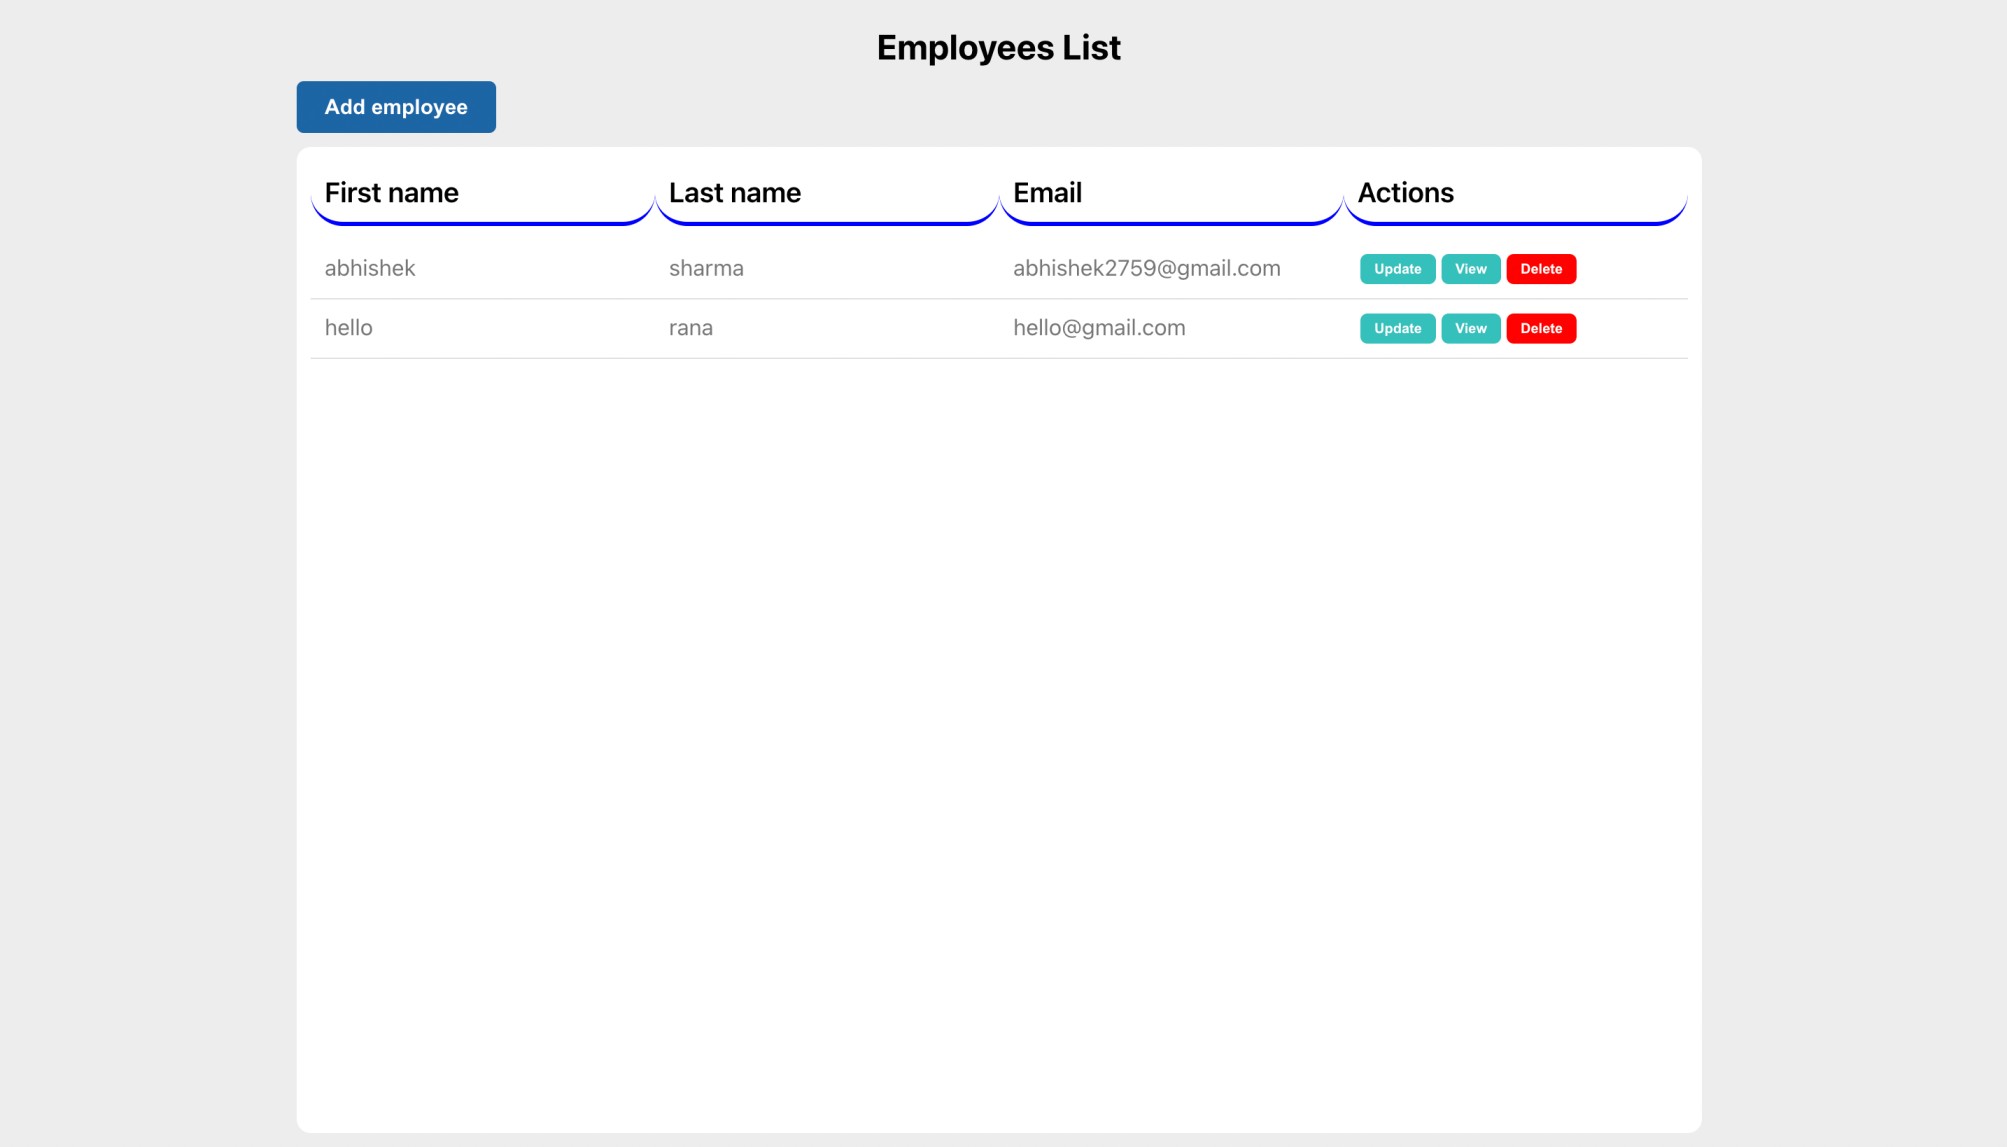 Employees List
Add employee
First name Last name Email Actions
abhishek sharma abhishek2759@gmail.com Update View Delete
hello rana hello@gmail.com Update View Delete